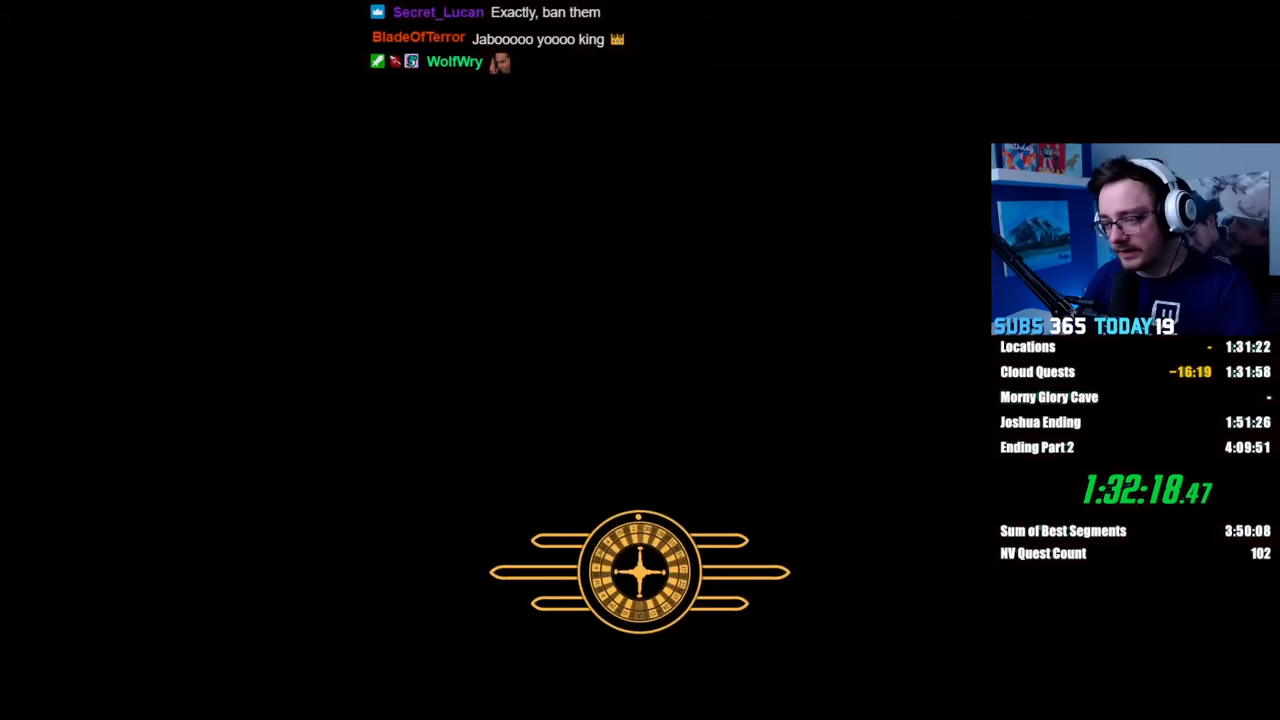 Secret_Lucan Exactly, ban them
BladeOfTerror Jabooooo yoooo king
WolfWry
SUBS 365 TODAY 19
Locations - 1:31:22
Cloud Quests -16:19 1:31:58
Morny Glory Cave -
Joshua Ending 1:51:26
Ending Part 2 4:09:51
1:32:18.47
Sum of Best Segments 3:50:08
NV Quest Count 102